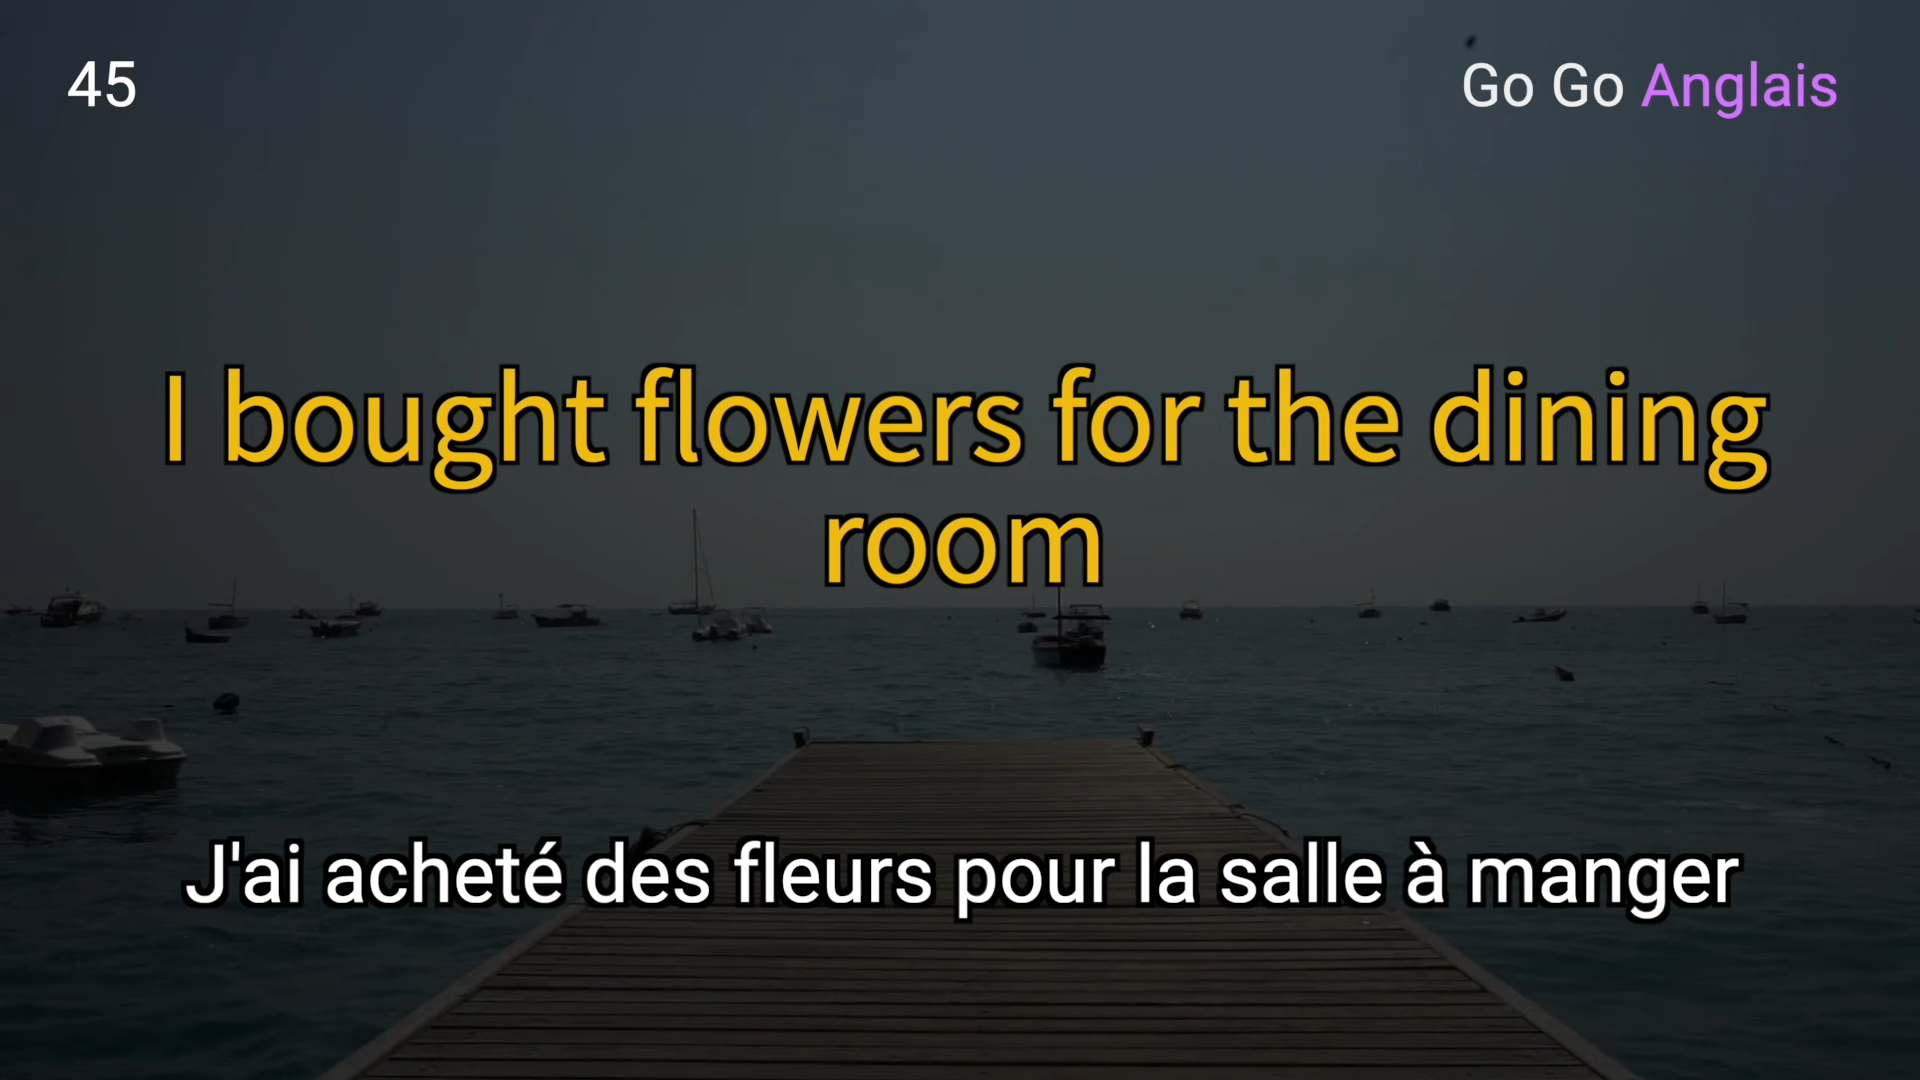 45
Go Go Anglais
I bought flowers for the dining
room
J'ai acheté des fleurs pour la salle à manger